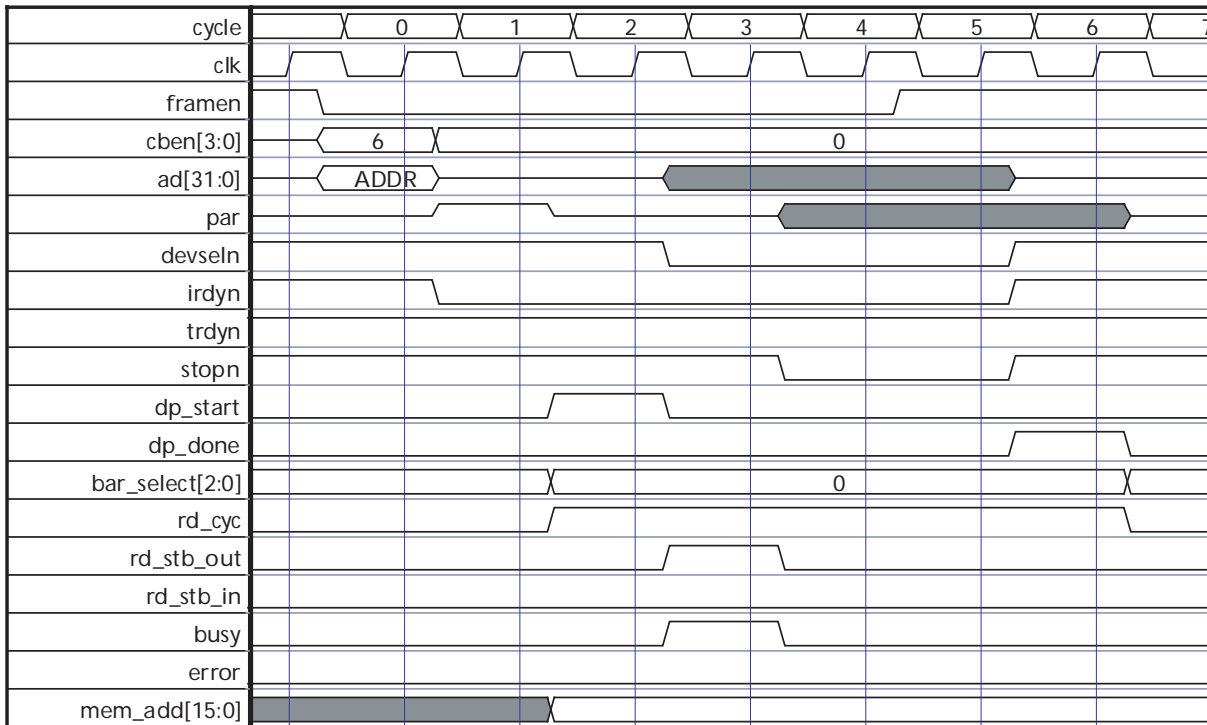 cycle 0 1 2 3 4 5 6 7
clk
framen
cben[3:0] 6 0
ad[31:0] ADDR
par
devseln
irdyn
trdyn
stopn
dp_start
dp_done
bar_select[2:0] 0
rd_cyc
rd_stb_out
rd_stb_in
busy
error
mem_add[15:0]